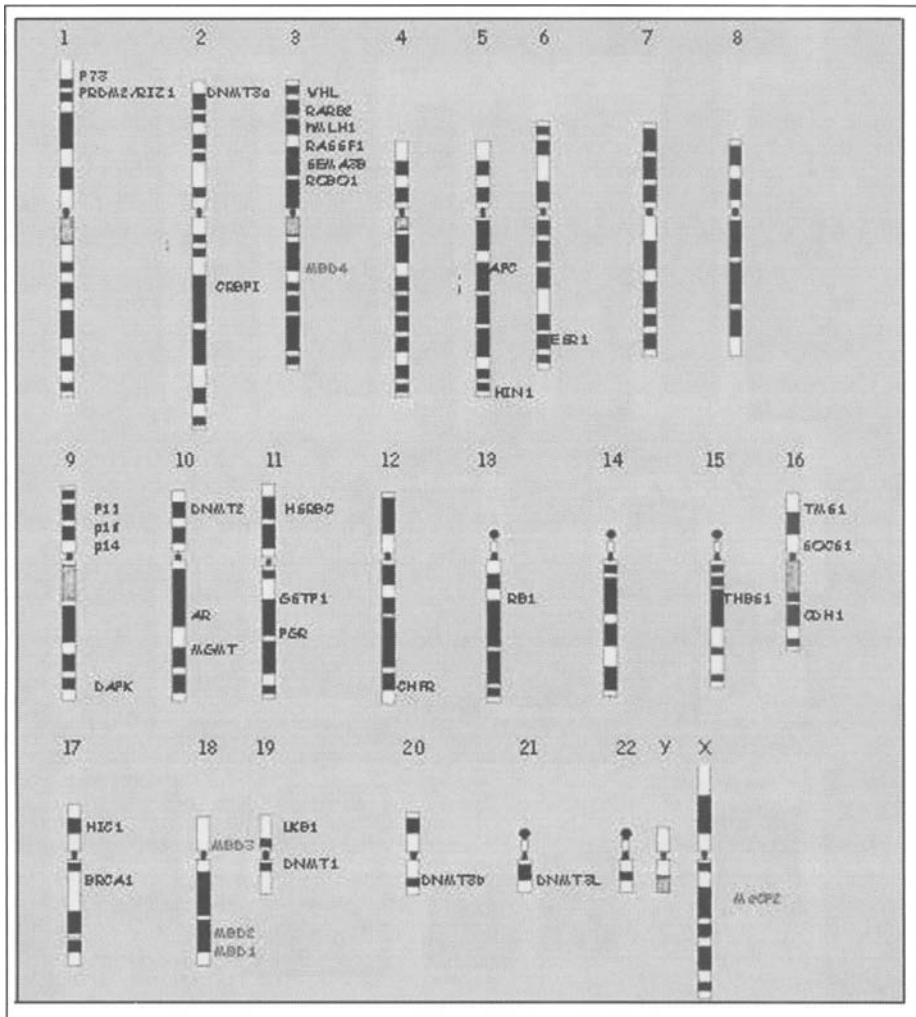 1 2 3 4 5 6 7 8
P73
PRDM2/RIZ1
DNMT3a
VHL
RARB2
hMLH1
RASSF1
SEMA3B
ROBO1
MBD4
CRBPI
APC
ESR1
HIN1
9 10 11 12 13 14 15 16
P15
p16
p14
DAPK
DNMT2
AR
MGMT
HSRBC
GSTP1
PGR
CHFR
RB1
THBS1
TMS1
SOCS1
CDH1
17 18 19 20 21 22 Y X
HIC1
BRCA1
MBD3
MBD2
MBD1
LKB1
DNMT1
DNMT3b
DNMT3L
MeCP2